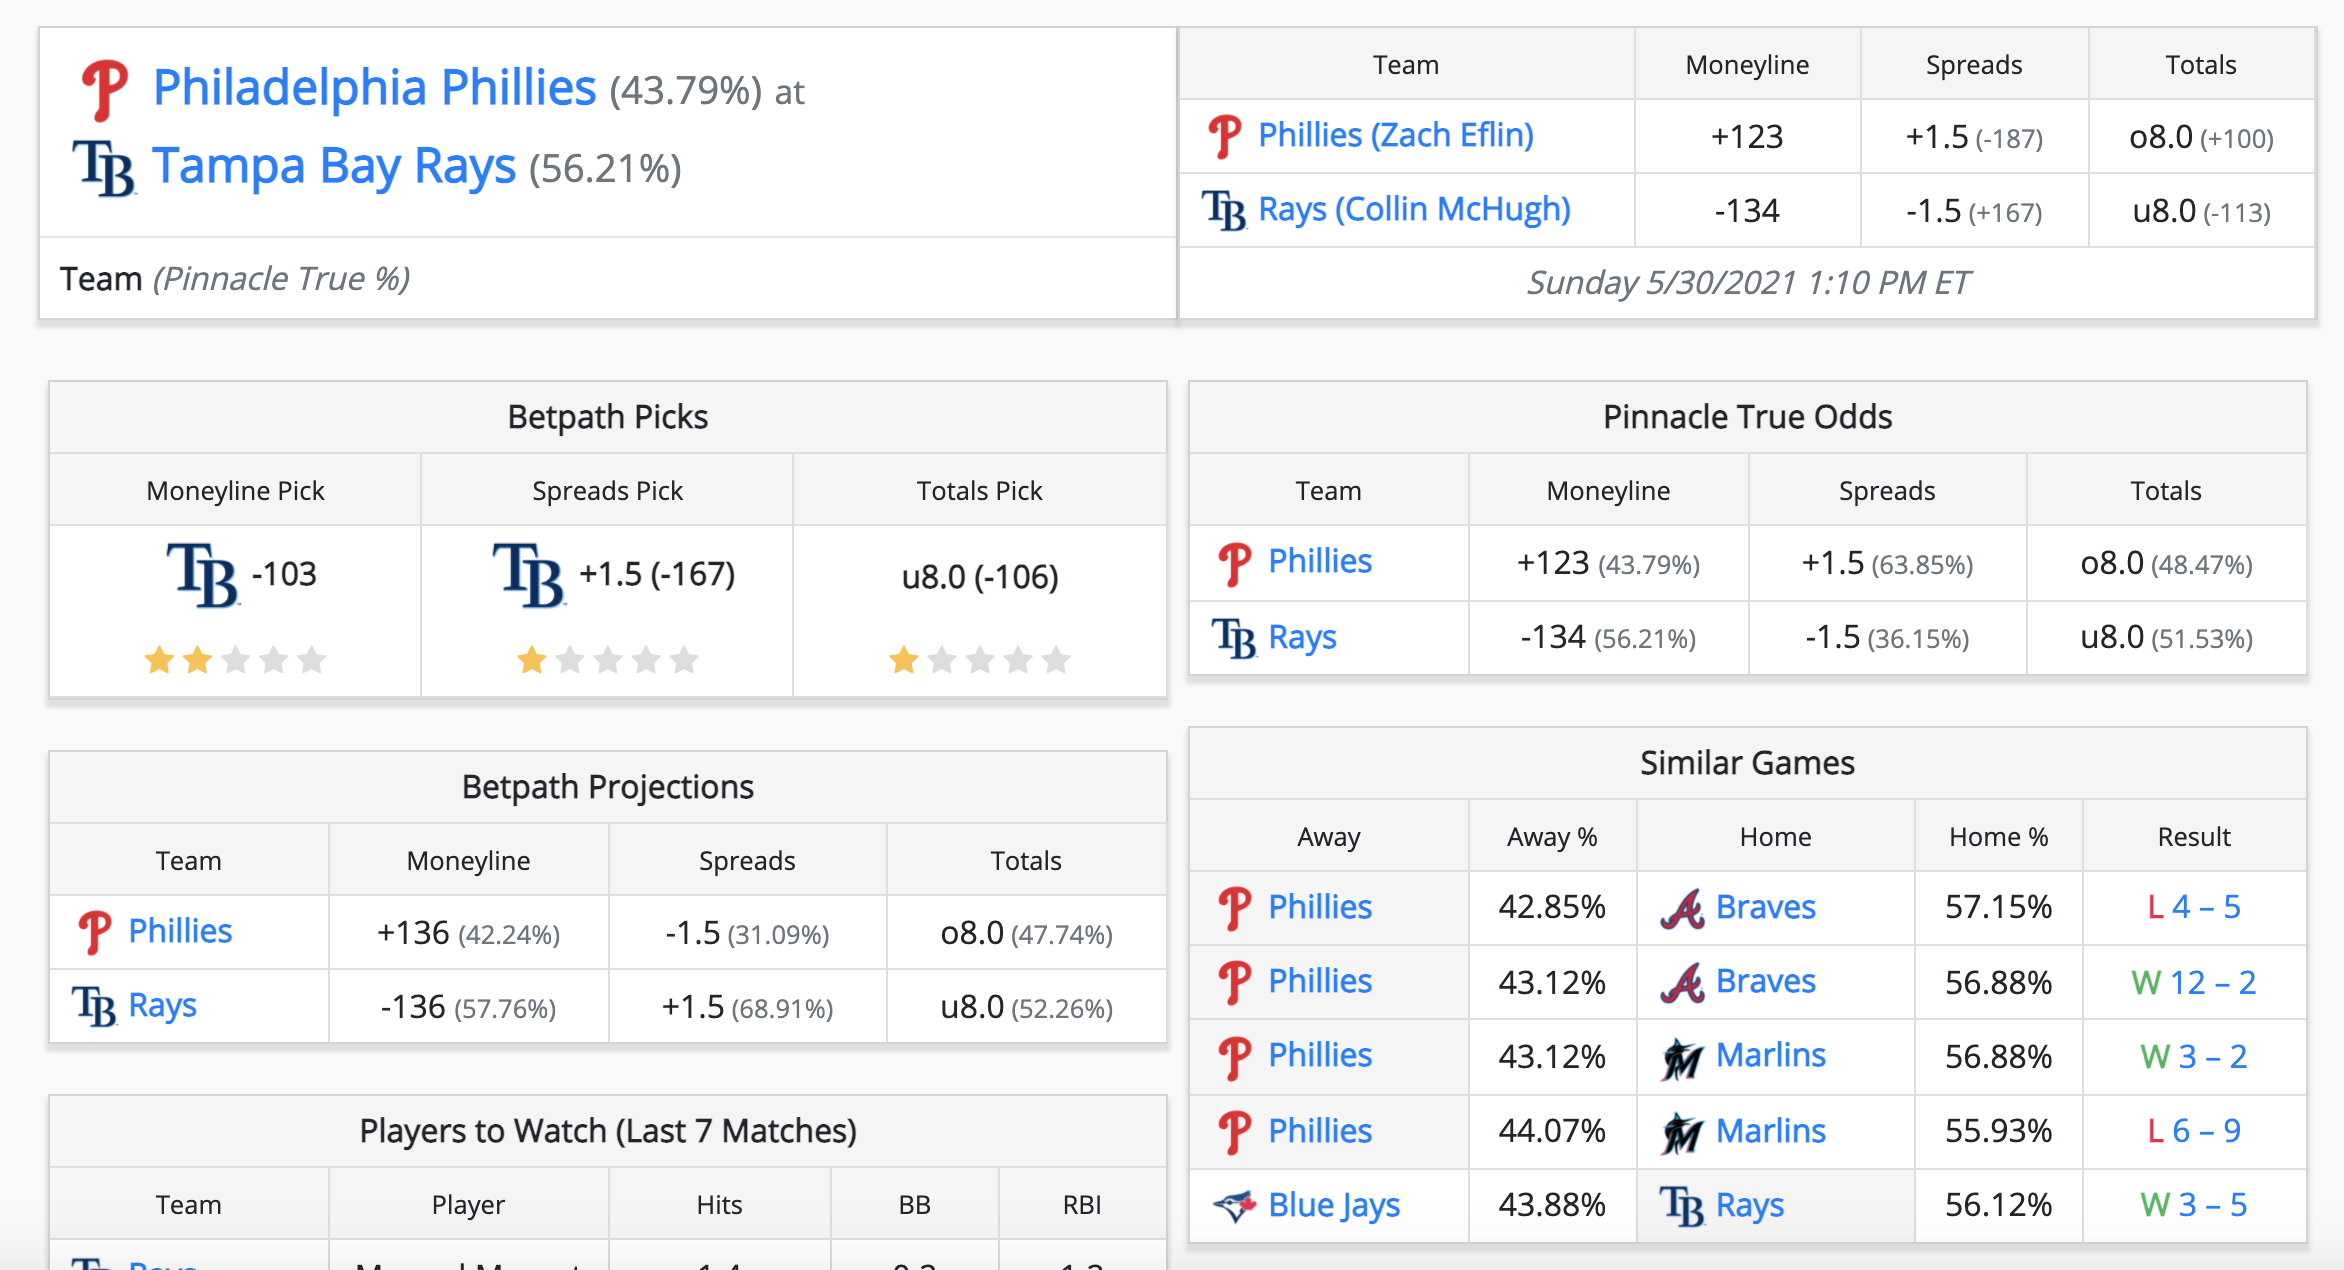 Philadelphia Phillies (43.79%) at
Tampa Bay Rays (56.21%)
Team (Pinnacle True %)
Team Moneyline Spreads Totals
Phillies (Zach Eflin) +123 +1.5 (-187) o8.0 (+100)
Rays (Collin McHugh) -134 -1.5 (+167) u8.0 (-113)
Sunday 5/30/2021 1:10 PM ET
Betpath Picks
Moneyline Pick Spreads Pick Totals Pick
TB -103 TB +1.5 (-167) u8.0 (-106)
Betpath Projections
Team Moneyline Spreads Totals
Phillies +136 (42.24%) -1.5 (31.09%) o8.0 (47.74%)
Rays -136 (57.76%) +1.5 (68.91%) u8.0 (52.26%)
Players to Watch (Last 7 Matches)
Team Player Hits BB RBI
Pinnacle True Odds
Team Moneyline Spreads Totals
Phillies +123 (43.79%) +1.5 (63.85%) o8.0 (48.47%)
Rays -134 (56.21%) -1.5 (36.15%) u8.0 (51.53%)
Similar Games
Away Away % Home Home % Result
Phillies 42.85% Braves 57.15% L 4 – 5
Phillies 43.12% Braves 56.88% W 12 – 2
Phillies 43.12% Marlins 56.88% W 3 – 2
Phillies 44.07% Marlins 55.93% L 6 – 9
Blue Jays 43.88% Rays 56.12% W 3 – 5